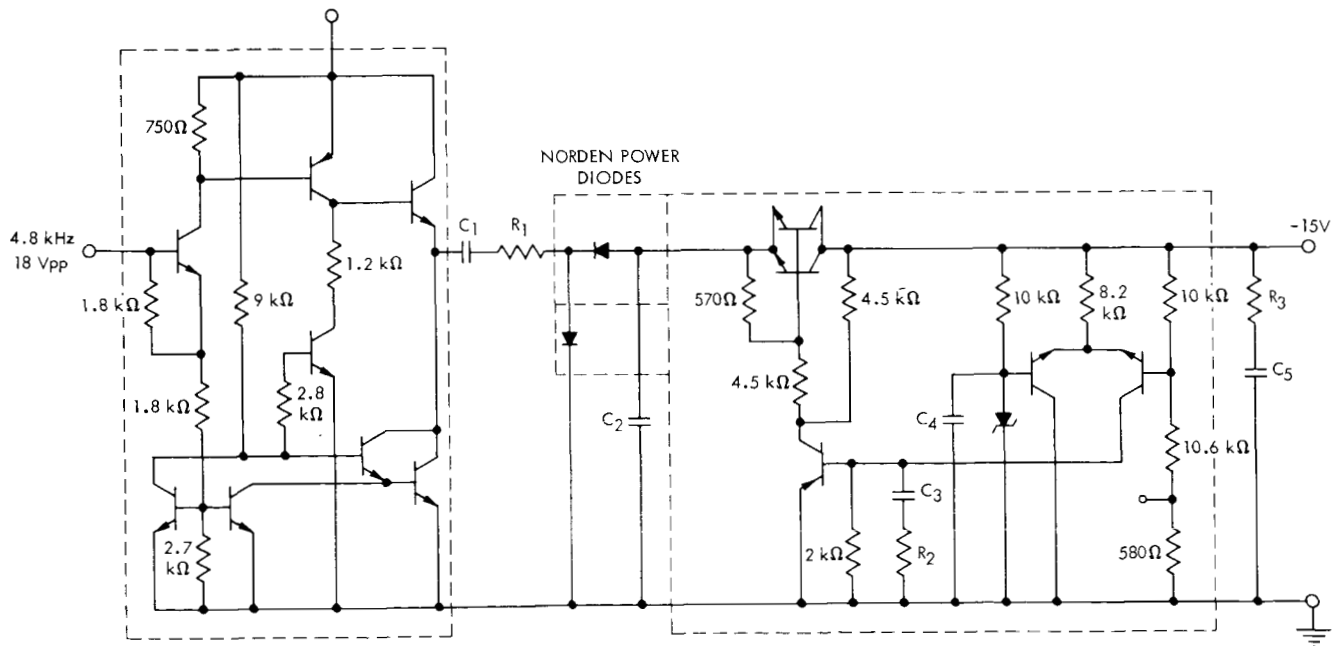 750Ω
NORDEN POWER
DIODES
4.8 kHz
18 Vpp
1.8 kΩ
9 kΩ
1.2 kΩ
C1
R1
-15V
570Ω
4.5 kΩ
10 kΩ
8.2
kΩ
10 kΩ
R3
1.8 kΩ
2.8
kΩ
C2
4.5 kΩ
C4
C5
10.6 kΩ
2.7
kΩ
C3
2 kΩ
R2
580Ω